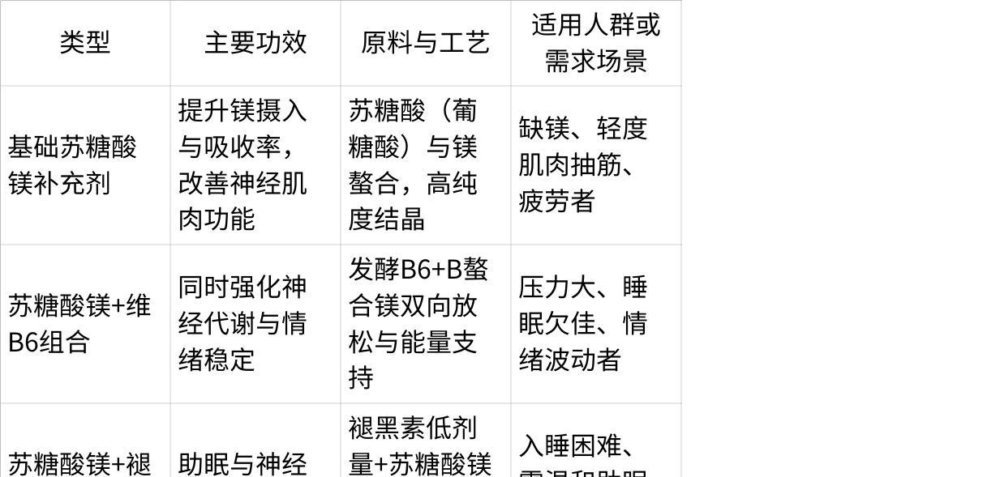 类型
主要功效
原料与工艺
适用人群或
需求场景
基础苏糖酸
镁补充剂
提升镁摄入
与吸收率，
改善神经肌
肉功能
苏糖酸（葡
糖酸）与镁
螯合，高纯
度结晶
缺镁、轻度
肌肉抽筋、
疲劳者
苏糖酸镁+维
B6组合
同时强化神
经代谢与情
绪稳定
发酵B6+B螯
合镁双向放
松与能量支
持
压力大、睡
眠欠佳、情
绪波动者
苏糖酸镁+褪
助眠与神经
褪黑素低剂
量+苏糖酸镁
入睡困难、